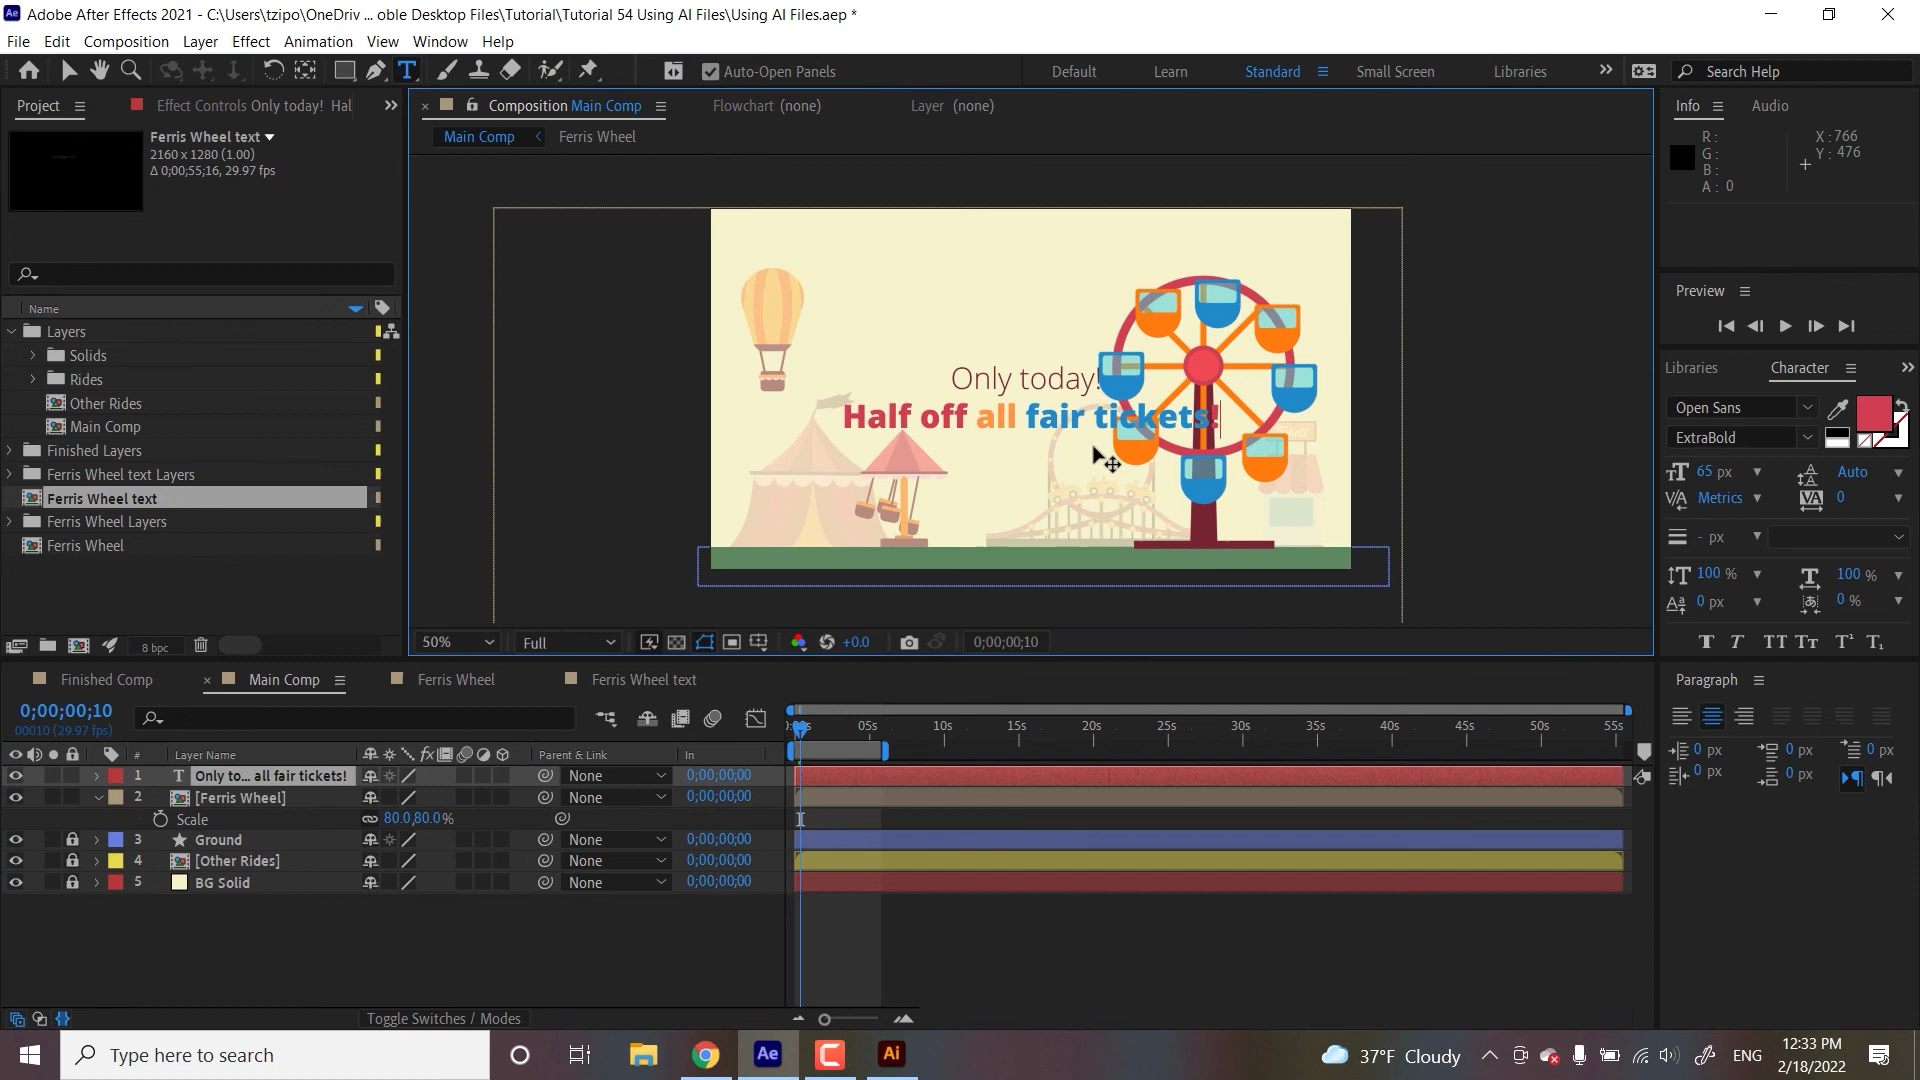 Adobe After Effects 2021 - C:\Users\tzipo\OneDriv ... oble Desktop Files\Tutorial\Tutorial 54 Using AI Files\Using AI Files.aep *
File Edit Composition Layer Effect Animation View Window Help
Auto-Open Panels Default Learn Standard Small Screen Libraries Search Help
Project Effect Controls Only today! Hal
Composition Main Comp Flowchart (none) Layer (none)
Info Audio
Ferris Wheel text
2160 x 1280 (1.00)
Δ 0;00;55;16, 29.97 fps
Main Comp Ferris Wheel
R :
G :
B :
A : 0
X : 766
Y : 476
Name
Layers
Solids
Rides
Other Rides
Main Comp
Finished Layers
Ferris Wheel text Layers
Ferris Wheel text
Ferris Wheel Layers
Ferris Wheel
8 bpc
Only today!
Half off all fair tickets!
50% Full +0.0 0;00;00;10
Preview
Libraries Character
Open Sans
ExtraBold
65 px Auto
Metrics 0
- px
100 % 100 %
0 px 0 %
Finished Comp Main Comp Ferris Wheel Ferris Wheel text
0;00;00;10
00010 (29.97 fps)
05s 10s 15s 20s 25s 30s 35s 40s 45s 50s 55s
# Layer Name Parent & Link In
1 Only to... all fair tickets! None 0;00;00;00
2 [Ferris Wheel] None 0;00;00;00
Scale 80.0,80.0%
3 Ground None 0;00;00;00
4 [Other Rides] None 0;00;00;00
5 BG Solid None 0;00;00;00
Toggle Switches / Modes
Paragraph
0 px 0 px 0 px
0 px 0 px
Type here to search
37°F Cloudy ENG
12:33 PM
2/18/2022